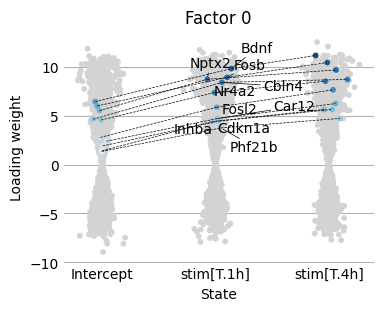 Factor 0
Bdnf
Nptx2 Fosb
Nr4a2 Cbln4
Fosl2 Car12
Inhba Cdkn1a
Phf21b
10
5
0
−5
−10
Loading weight
Intercept stim[T.1h] stim[T.4h]
State